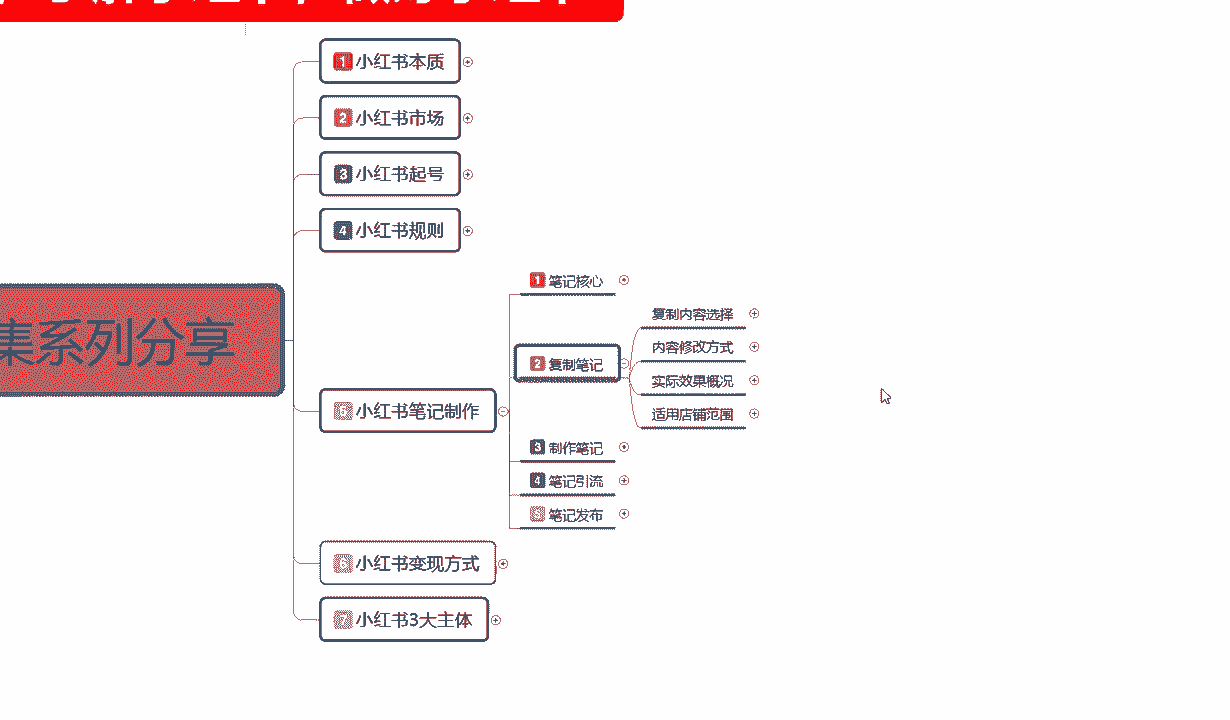 1 小红书本质
2 小红书市场
3 小红书起号
4 小红书规则
集系列分享
5 小红书笔记制作
1 笔记核心
2 复制笔记
复制内容选择
内容修改方式
实际效果概况
适用店铺范围
3 制作笔记
4 笔记引流
5 笔记发布
6 小红书变现方式
7 小红书3大主体